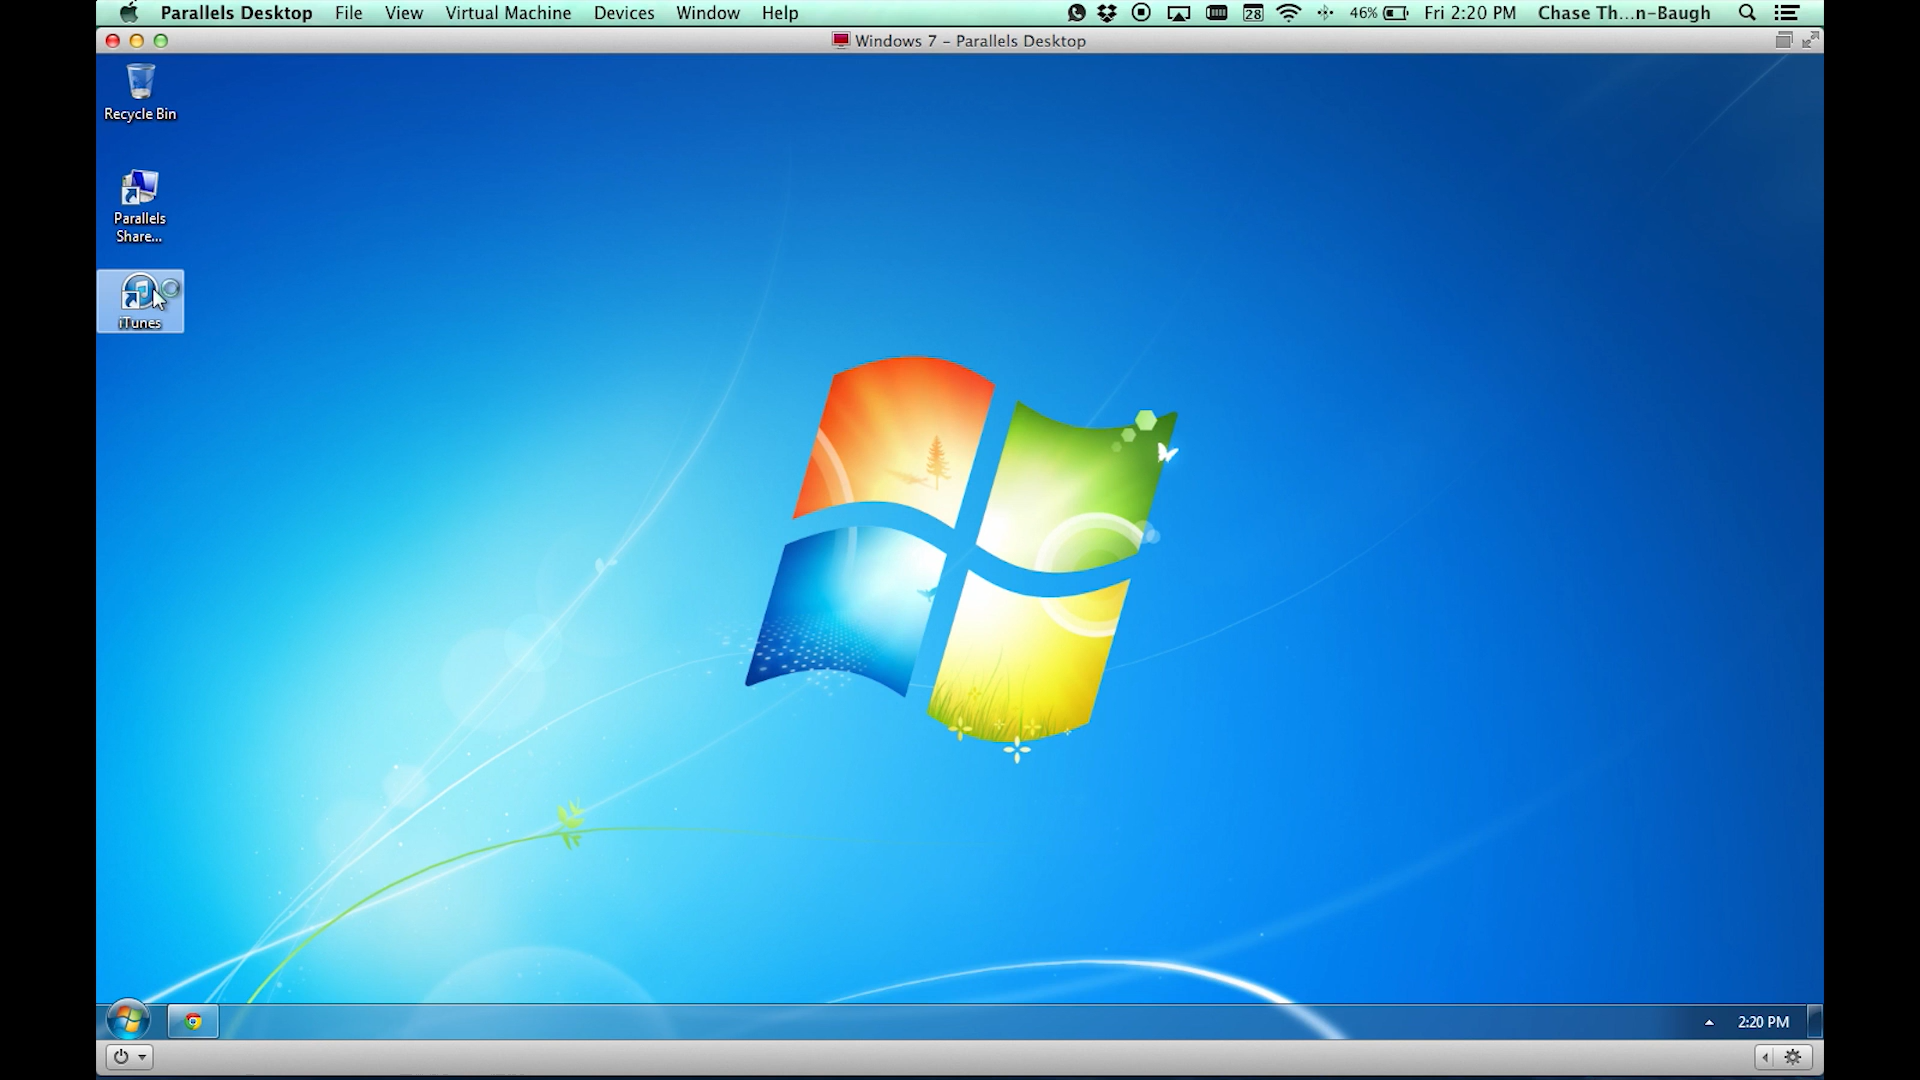 Parallels Desktop File View Virtual Machine Devices Window Help 28 46% Fri 2:20 PM Chase Th...n-Baugh
Windows 7 - Parallels Desktop
Recycle Bin
Parallels
Share...
iTunes
2:20 PM